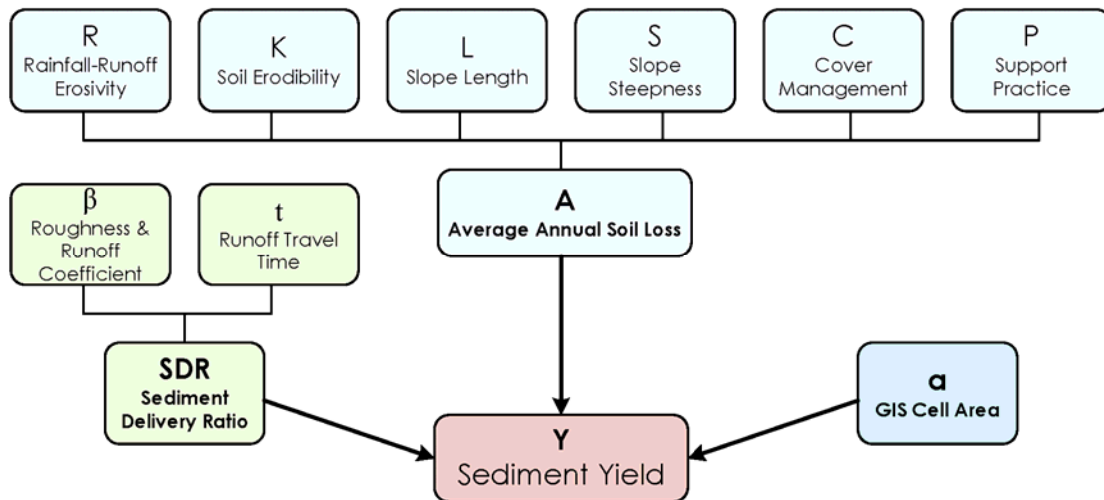 R
Rainfall-Runoff
Erosivity
K
Soil Erodibility
L
Slope Length
S
Slope
Steepness
C
Cover
Management
P
Support
Practice
β
Roughness &
Runoff
Coefficient
t
Runoff Travel
Time
A
Average Annual Soil Loss
SDR
Sediment
Delivery Ratio
α
GIS Cell Area
Y
Sediment Yield